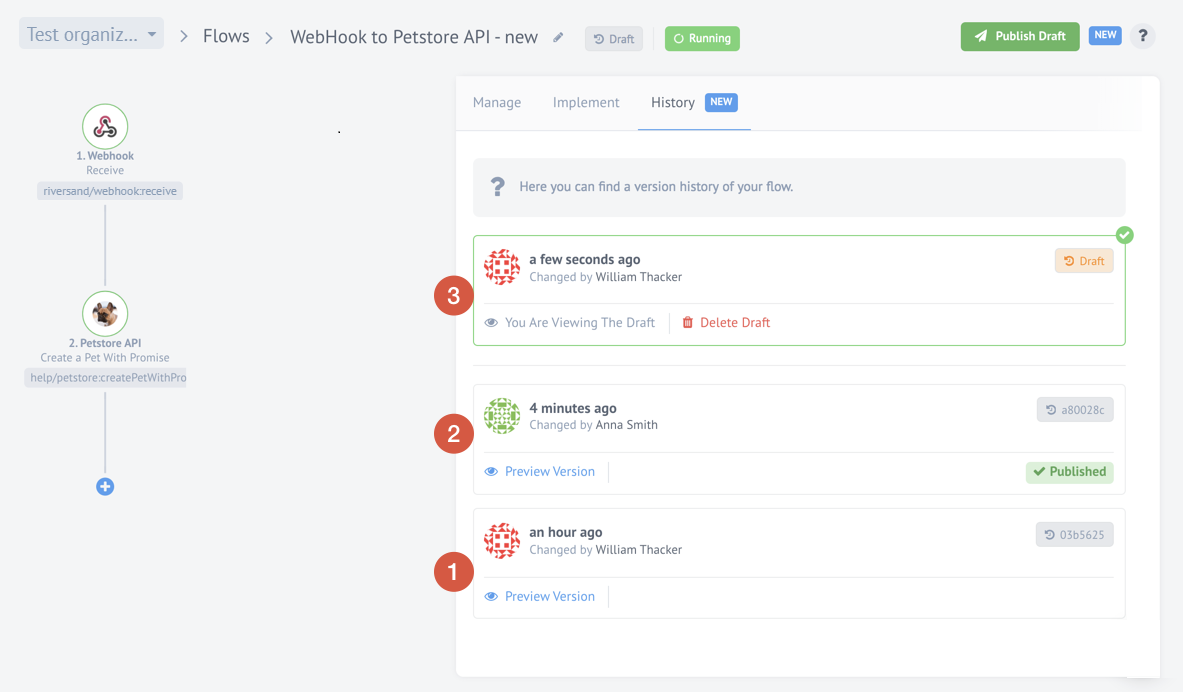 Test organiz...
Flows
WebHook to Petstore API - new
Draft
Running
Publish Draft
NEW
?
1. Webhook
Receive
riversand/webhook:receive
2. Petstore API
Create a Pet With Promise
help/petstore:createPetWithPro
Manage
Implement
History
NEW
?
Here you can find a version history of your flow.
3
a few seconds ago
Changed by William Thacker
Draft
You Are Viewing The Draft
Delete Draft
2
4 minutes ago
Changed by Anna Smith
a80028c
Preview Version
Published
1
an hour ago
Changed by William Thacker
03b5625
Preview Version